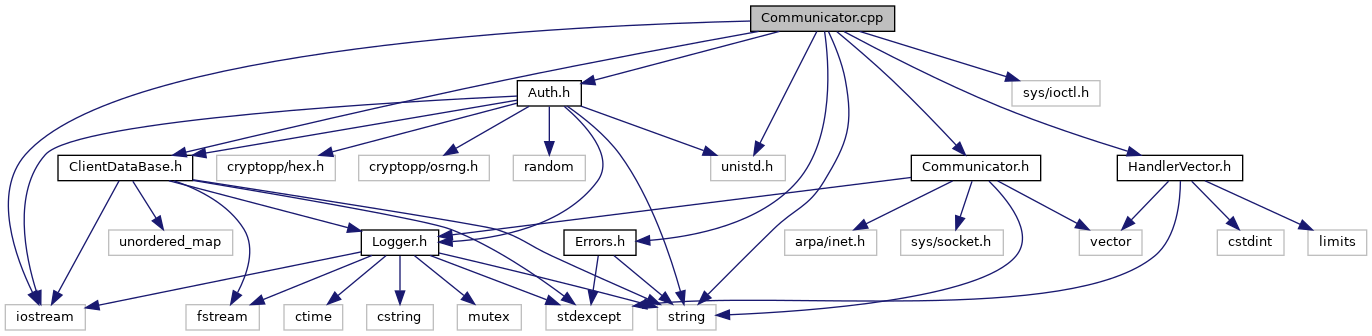 Communicator.cpp
Auth.h
sys/ioctl.h
ClientDataBase.h
cryptopp/hex.h
cryptopp/osrng.h
random
unistd.h
Communicator.h
HandlerVector.h
unordered_map
Logger.h
Errors.h
arpa/inet.h
sys/socket.h
vector
cstdint
limits
iostream
fstream
ctime
cstring
mutex
stdexcept
string